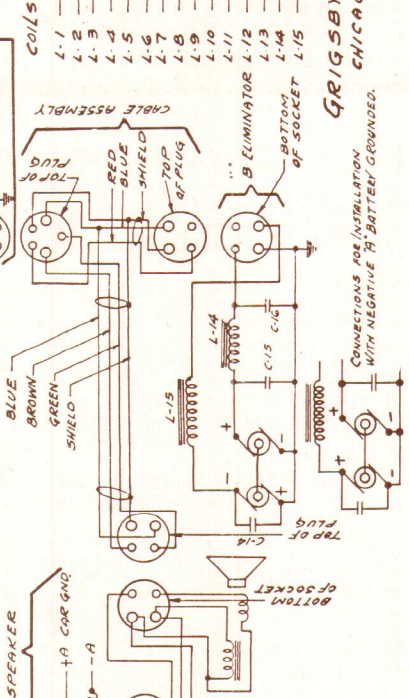 COILS
L-1
L-2
L-3
L-4
L-5
L-6
L-7
L-8
L-9
L-10
L-11
L-12
L-13
L-14
L-15
GRIGSBY
CHICAG
CABLE ASSEMBLY
TOP OF
PLUG
RED
BLUE
SHIELD
TOP
OF PLUG
"B" ELIMINATOR
BOTTOM
OF SOCKET
CONNECTIONS FOR INSTALLATION
WITH NEGATIVE "A" BATTERY GROUNDED.
BLUE
BROWN
GREEN
SHIELD
L-15
L-14
C-16
C-15
+
-
-
+
C-14
+
-
+
-
TOP OF
PLUG
BOTTOM
OF SOCKET
SPEAKER
+A CAR GND.
-A